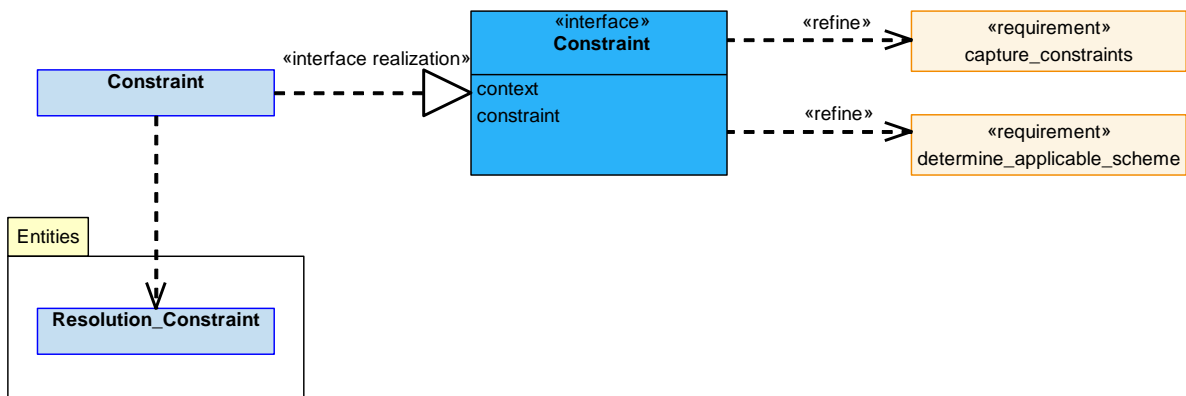 «interface»
Constraint
context
constraint
«interface realization»
Constraint
«refine»
«requirement»
capture_constraints
«refine»
«requirement»
determine_applicable_scheme
Entities
Resolution_Constraint